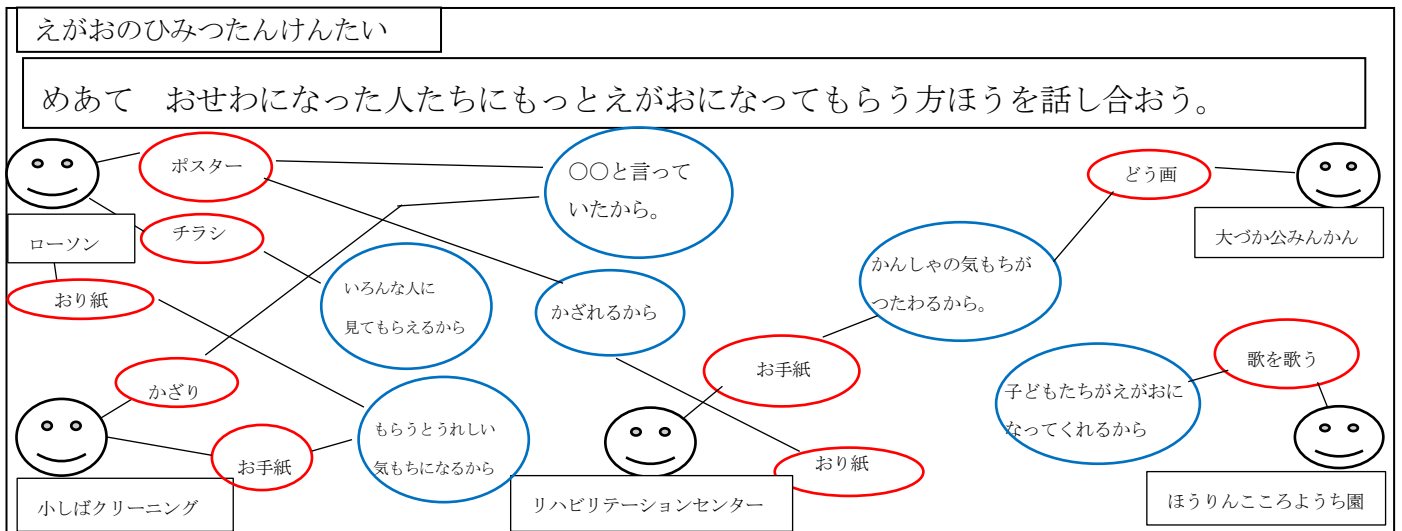 えがおのひみつたんけんたい
めあて　おせわになった人たちにもっとえがおになってもらう方ほうを話し合おう。
ポスター
〇〇と言って
いたから。
どう画
ローソン
チラシ
大づか公みんかん
おり紙
いろんな人に
見てもらえるから
かざれるから
かんしゃの気もちが
つたわるから。
かざり
お手紙
歌を歌う
子どもたちがえがおに
なってくれるから
もらうとうれしい
気もちになるから
お手紙
おり紙
小しばクリーニング
リハビリテーションセンター
ほうりんこころようち園